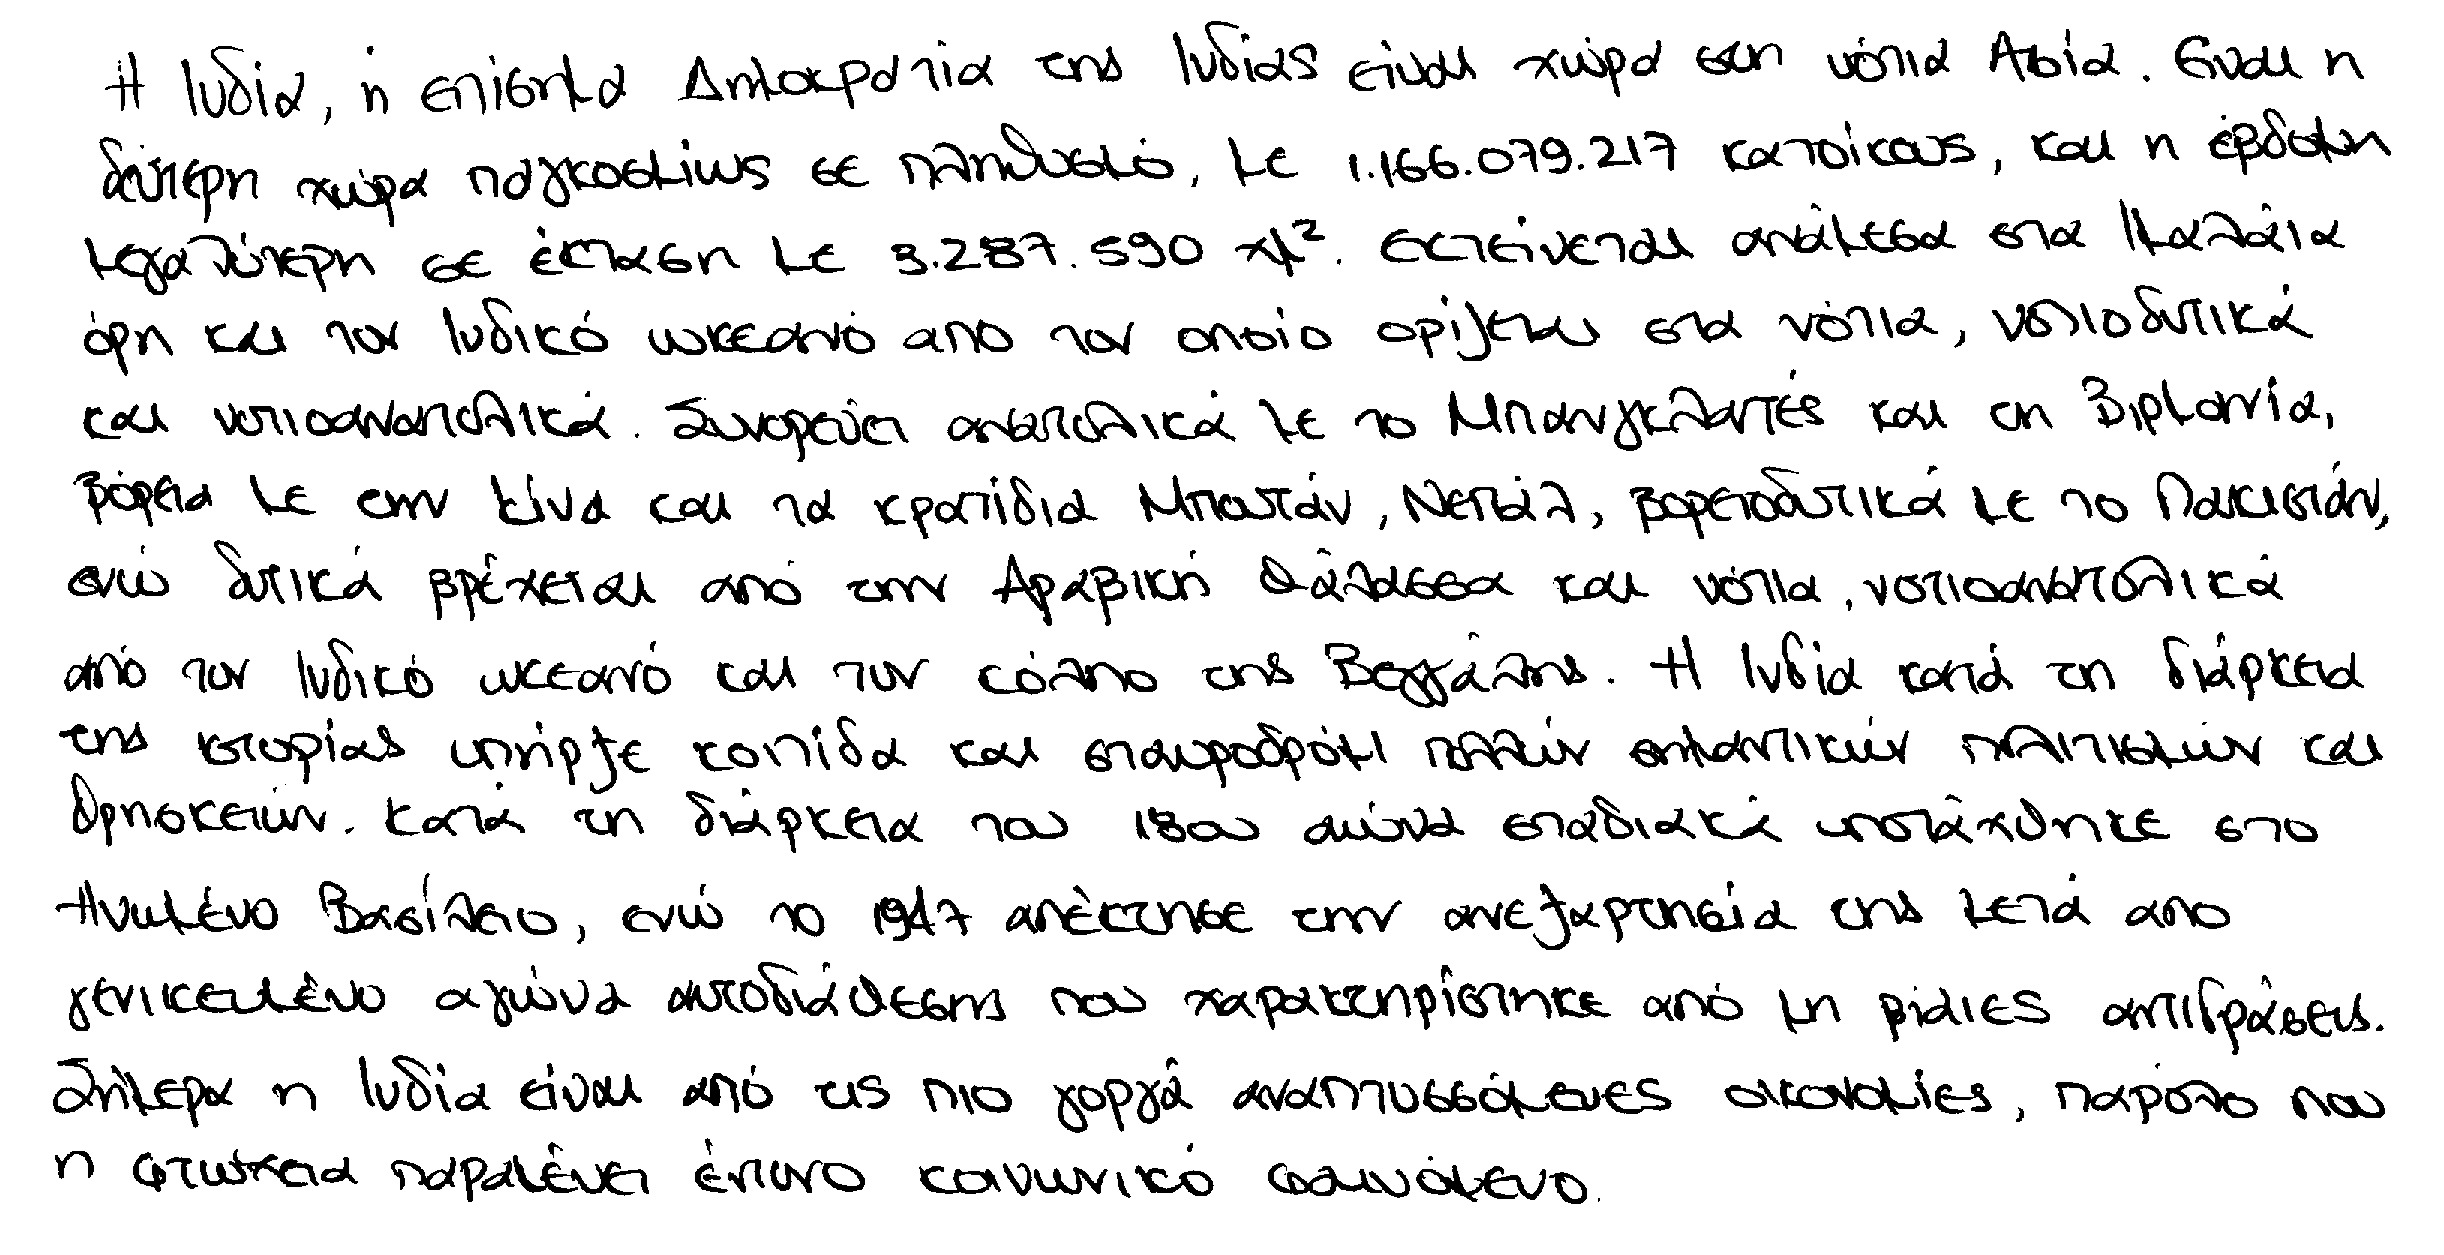 Η Ινδία, ή επίσημα Δημοκρατία της Ινδίας είναι χώρα στη νότια Ασία. Είναι η
δεύτερη χώρα παγκοσμίως σε πληθυσμό, με 1.166.079.217 κατοίκους, και η έβδομη
μεγαλύτερη σε έκταση με 3.287.590 χμ². Εκτείνεται ανάμεσα στα Ιμαλάια
όρη και τον Ινδικό ωκεανό απο τον οποίο ορίζεται στα νότια, νοτιοδυτικά
και νοτιοανατολικά. Συνορεύει ανατολικά με το Μπανγκλαντές και τη Βιρμανία,
βόρεια με την Κίνα και τα κρατίδια Μπουτάν, Νεπάλ, βορειοδυτικά με το Πακιστάν,
ενώ δυτικά βρέχεται από την Αραβική θάλασσα και νότια, νοτιοανατολικά
από τον Ινδικό ωκεανό και τον κόλπο της Βεγγάλης. Η Ινδία κατά τη διάρκεια
της ιστορίας υπήρξε κοιτίδα και σταυροδρόμι πολλών σημαντικών πολιτισμών και
θρησκειών. Κατά τη διάρκεια του 18ου αιώνα σταδιακά υποτάχθηκε στο
Ηνωμένο Βασίλειο, ενώ το 1947 απέκτησε την ανεξαρτησία της μετά απο
γενικευμένο αγώνα αυτοδιάθεσης που χαρακτηρίστηκε από μη βίαιες αντιδράσεις.
Σήμερα η Ινδία είναι από τις πιο γοργά αναπτυσσόμενες οικονομίες, παρόλο που
η φτώχεια παραμένει έντονο κοινωνικό φαινόμενο.